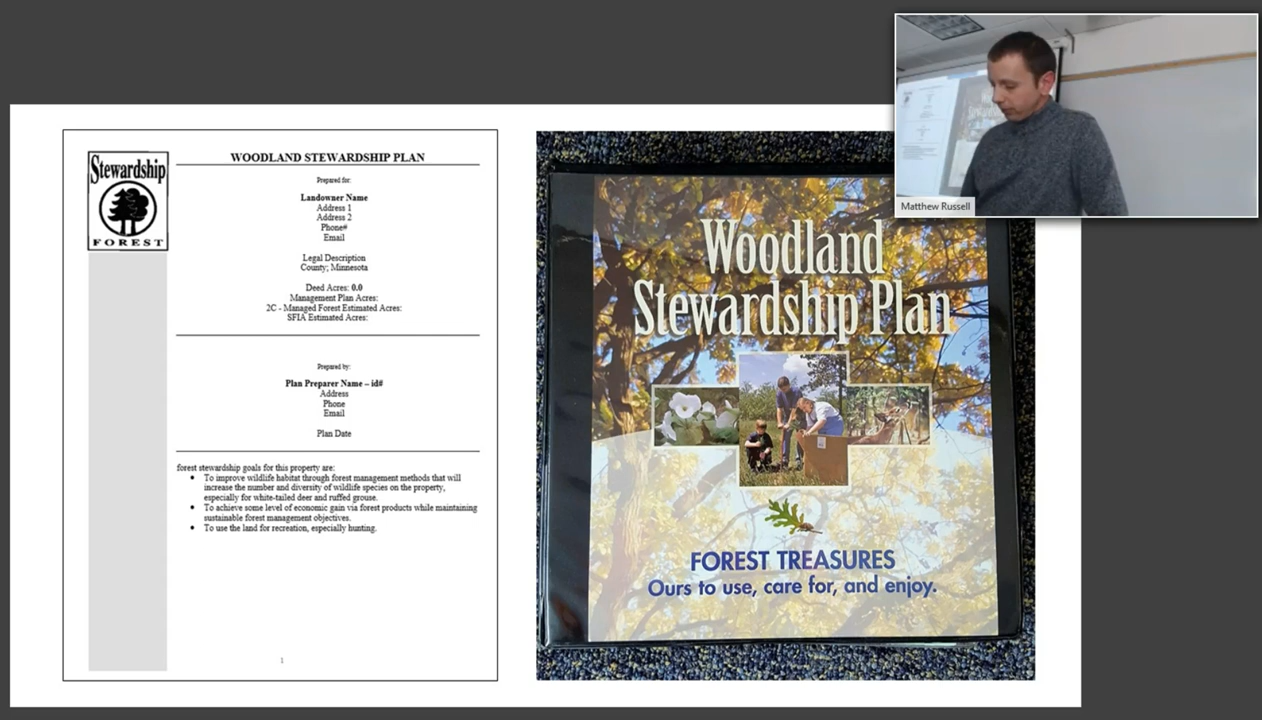 Stewardship
FOREST
WOODLAND STEWARDSHIP PLAN
Prepared for:
Landowner Name
Address 1
Address 2
Phone#
Email
Legal Description
County; Minnesota
Deed Acres: 0.0
Management Plan Acres:
2C - Managed Forest Estimated Acres:
SFIA Estimated Acres:
Prepared by:
Plan Preparer Name – id#
Address
Phone
Email
Plan Date
forest stewardship goals for this property are:
• To improve wildlife habitat through forest management methods that will
increase the number and diversity of wildlife species on the property,
especially for white-tailed deer and ruffed grouse.
• To achieve some level of economic gain via forest products while maintaining
sustainable forest management objectives.
• To use the land for recreation, especially hunting.
1
Woodland
Stewardship Plan
FOREST TREASURES
Ours to use, care for, and enjoy.
Matthew Russell